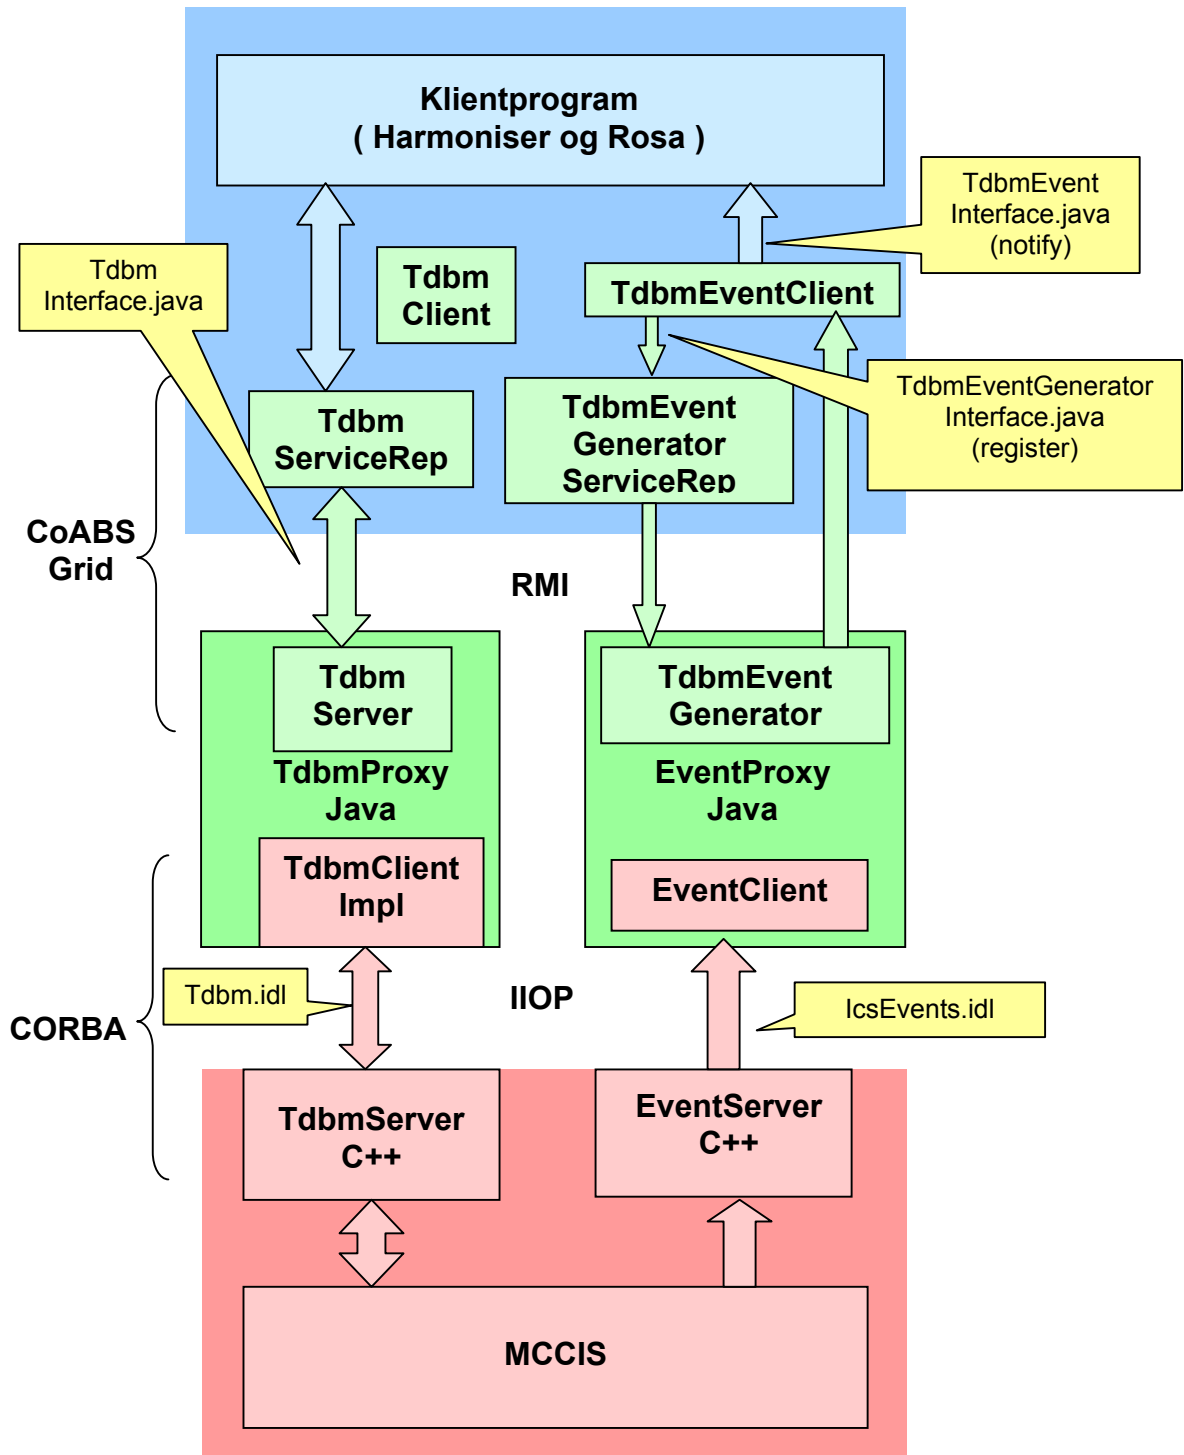 Klientprogram
( Harmoniser og Rosa )
TdbmEvent
Interface.java
(notify)
Tdbm
Interface.java
Tdbm
Client
TdbmEventClient
TdbmEventGenerator
Interface.java
(register)
Tdbm
ServiceRep
TdbmEvent
Generator
ServiceRep
CoABS
Grid
RMI
Tdbm
Server
TdbmProxy
Java
TdbmEvent
Generator
EventProxy
Java
TdbmClient
Impl
EventClient
Tdbm.idl
IIOP
IcsEvents.idl
CORBA
TdbmServer
C++
EventServer
C++
MCCIS